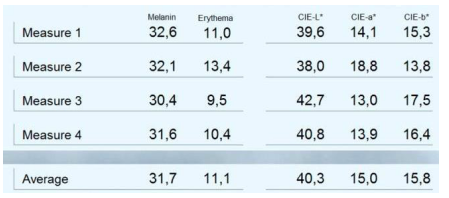 Melanin Erythema CIE-L* CIE-a* CIE-b*
Measure 1 32,6 11,0 39,6 14,1 15,3
Measure 2 32,1 13,4 38,0 18,8 13,8
Measure 3 30,4 9,5 42,7 13,0 17,5
Measure 4 31,6 10,4 40,8 13,9 16,4
Average 31,7 11,1 40,3 15,0 15,8